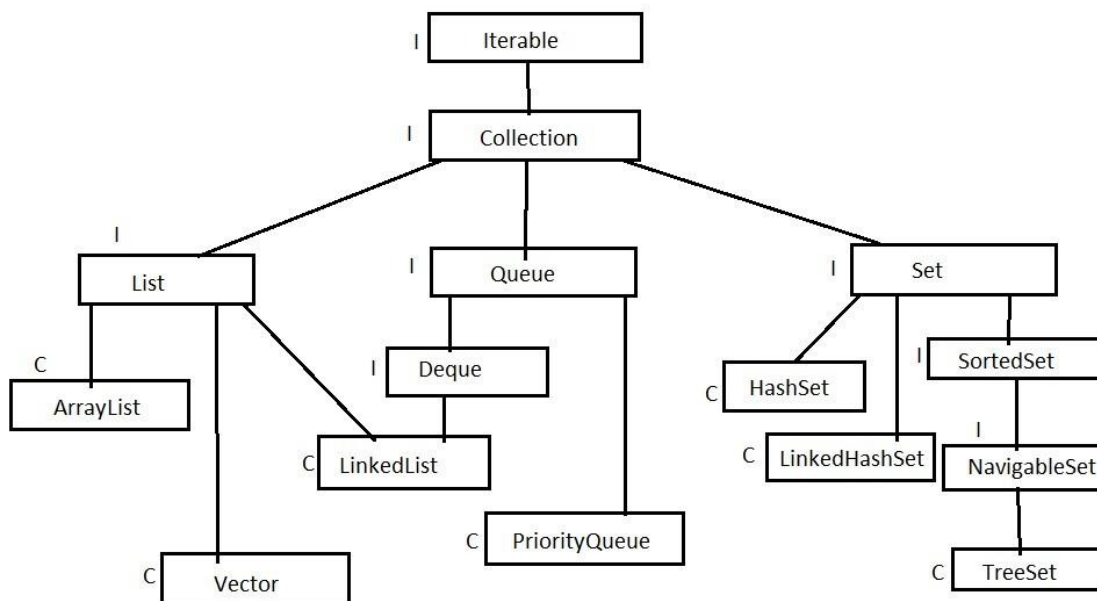 I Iterable
I Collection
I List
I Queue
I Set
C ArrayList
I Deque
C HashSet
I SortedSet
C LinkedList
C LinkedHashSet
I NavigableSet
C Vector
C PriorityQueue
C TreeSet